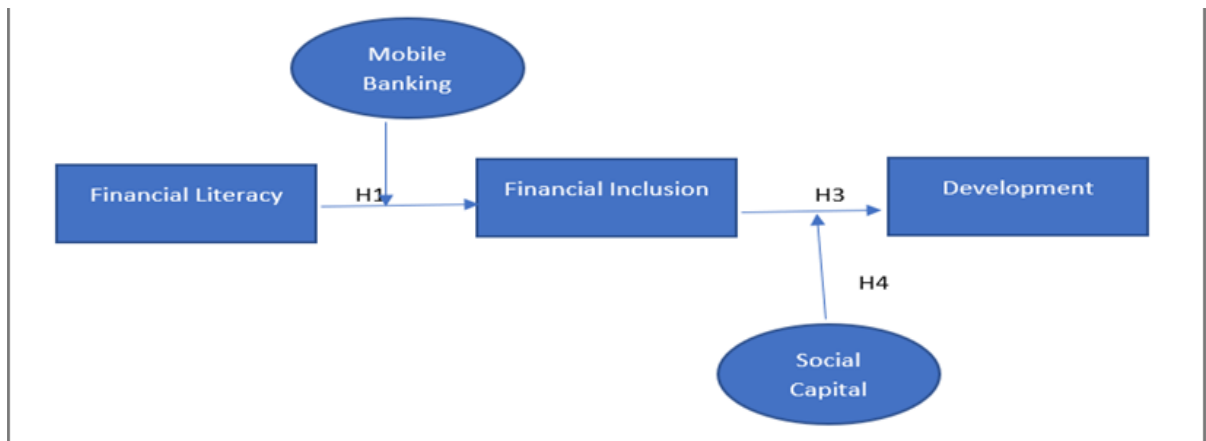 Mobile
Banking
Financial Literacy
H1
Financial Inclusion
H3
Development
H4
Social
Capital